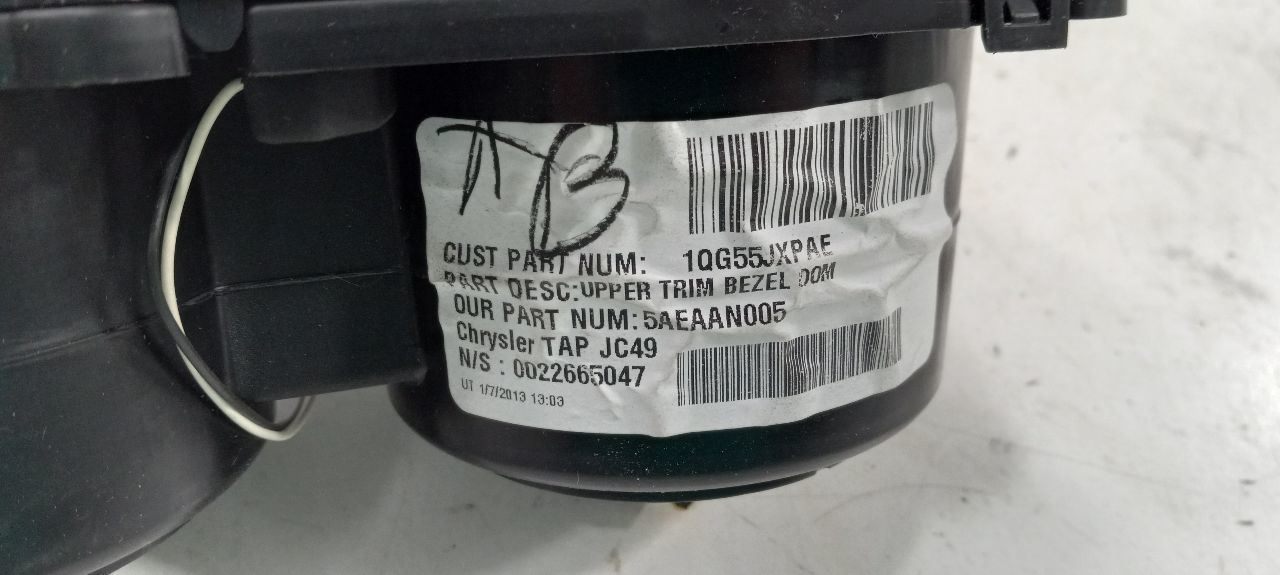 AB
CUST PART NUM: 1QG55JXPAE
PART DESC:UPPER TRIM BEZEL DOM
OUR PART NUM:5AEAAN005
Chrysler TAP JC49
N/S : 0022665047
UT 1/7/2013 13:03